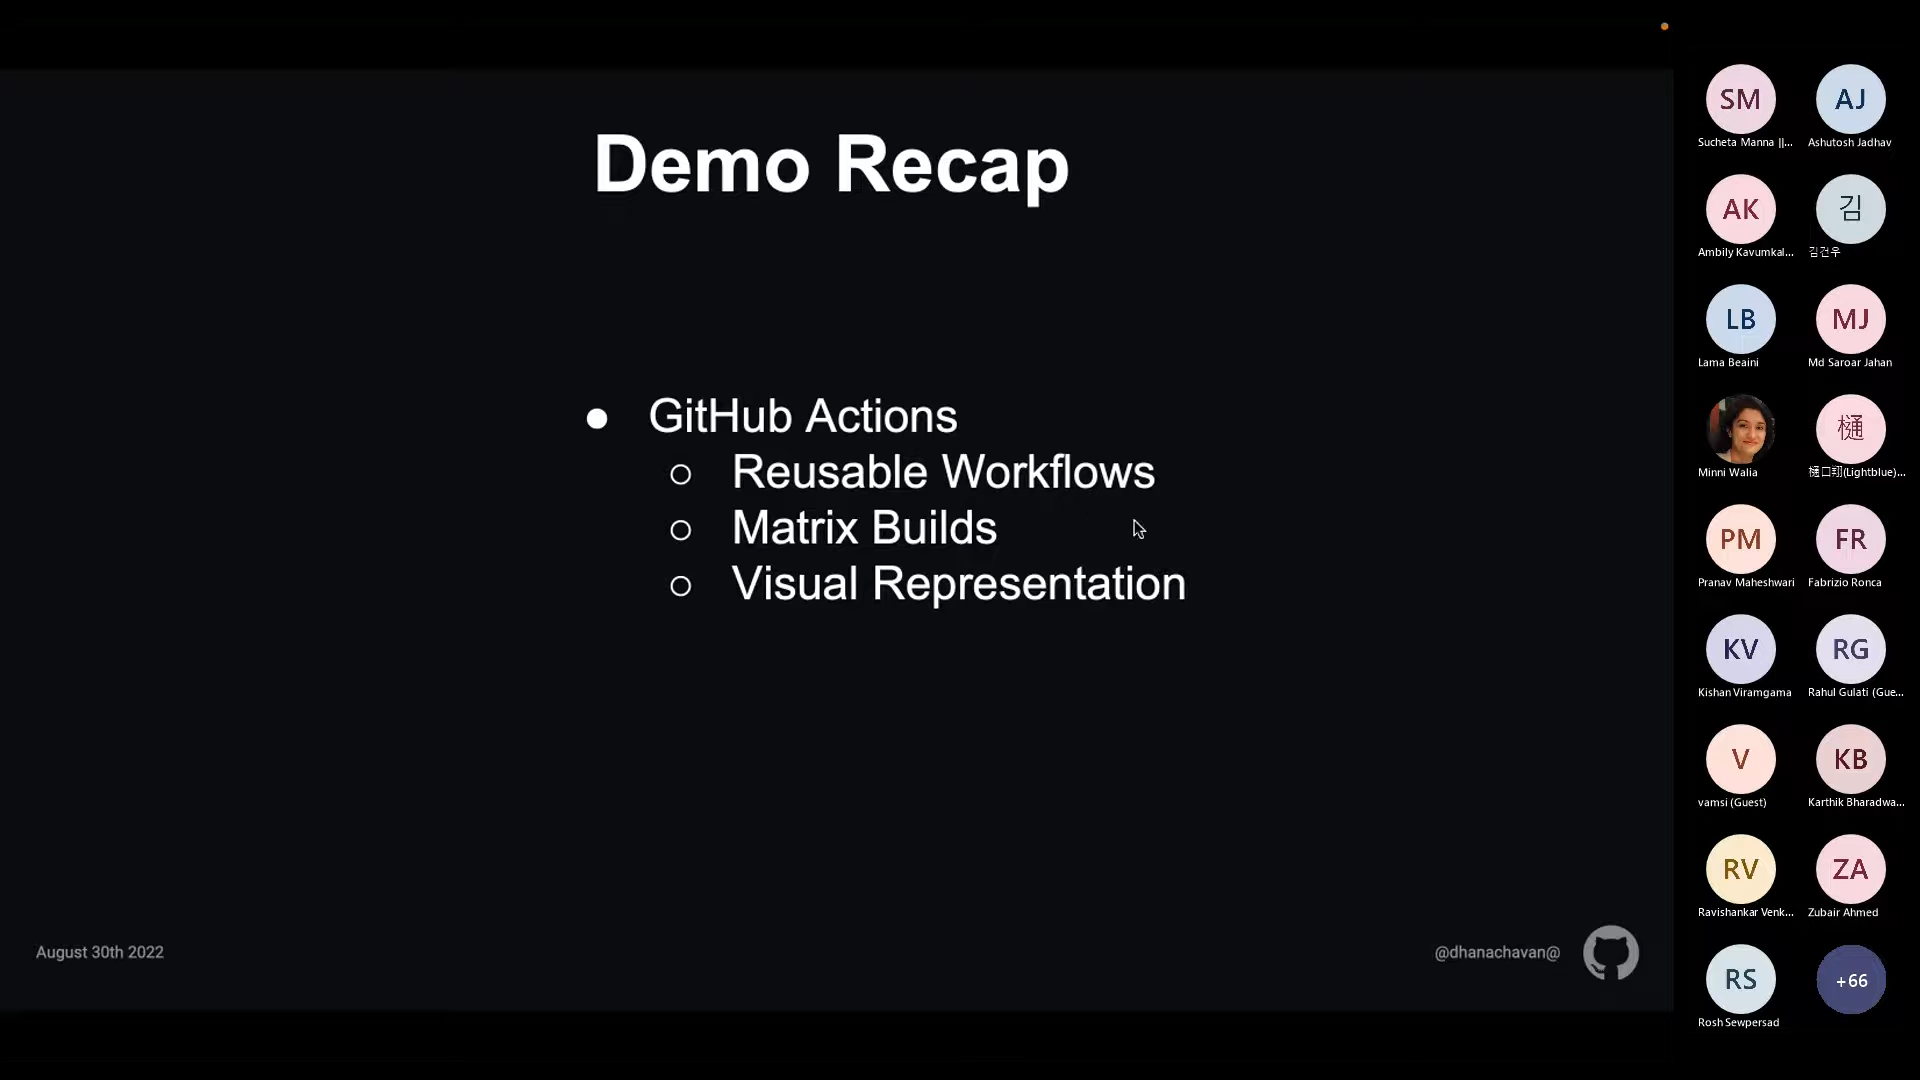 Demo Recap
● GitHub Actions
○ Reusable Workflows
○ Matrix Builds
○ Visual Representation
August 30th 2022
@dhanachavan@
SM
Sucheta Manna ||...
AJ
Ashutosh Jadhav
AK
Ambily Kavumkal...
김
김건우
LB
Lama Beaini
MJ
Md Saroar Jahan
Minni Walia
樋
樋口翔(Lightblue)...
PM
Pranav Maheshwari
FR
Fabrizio Ronca
KV
Kishan Viramgama
RG
Rahul Gulati (Gue...
V
vamsi (Guest)
KB
Karthik Bharadwa...
RV
Ravishankar Venk...
ZA
Zubair Ahmed
RS
Rosh Sewpersad
+66